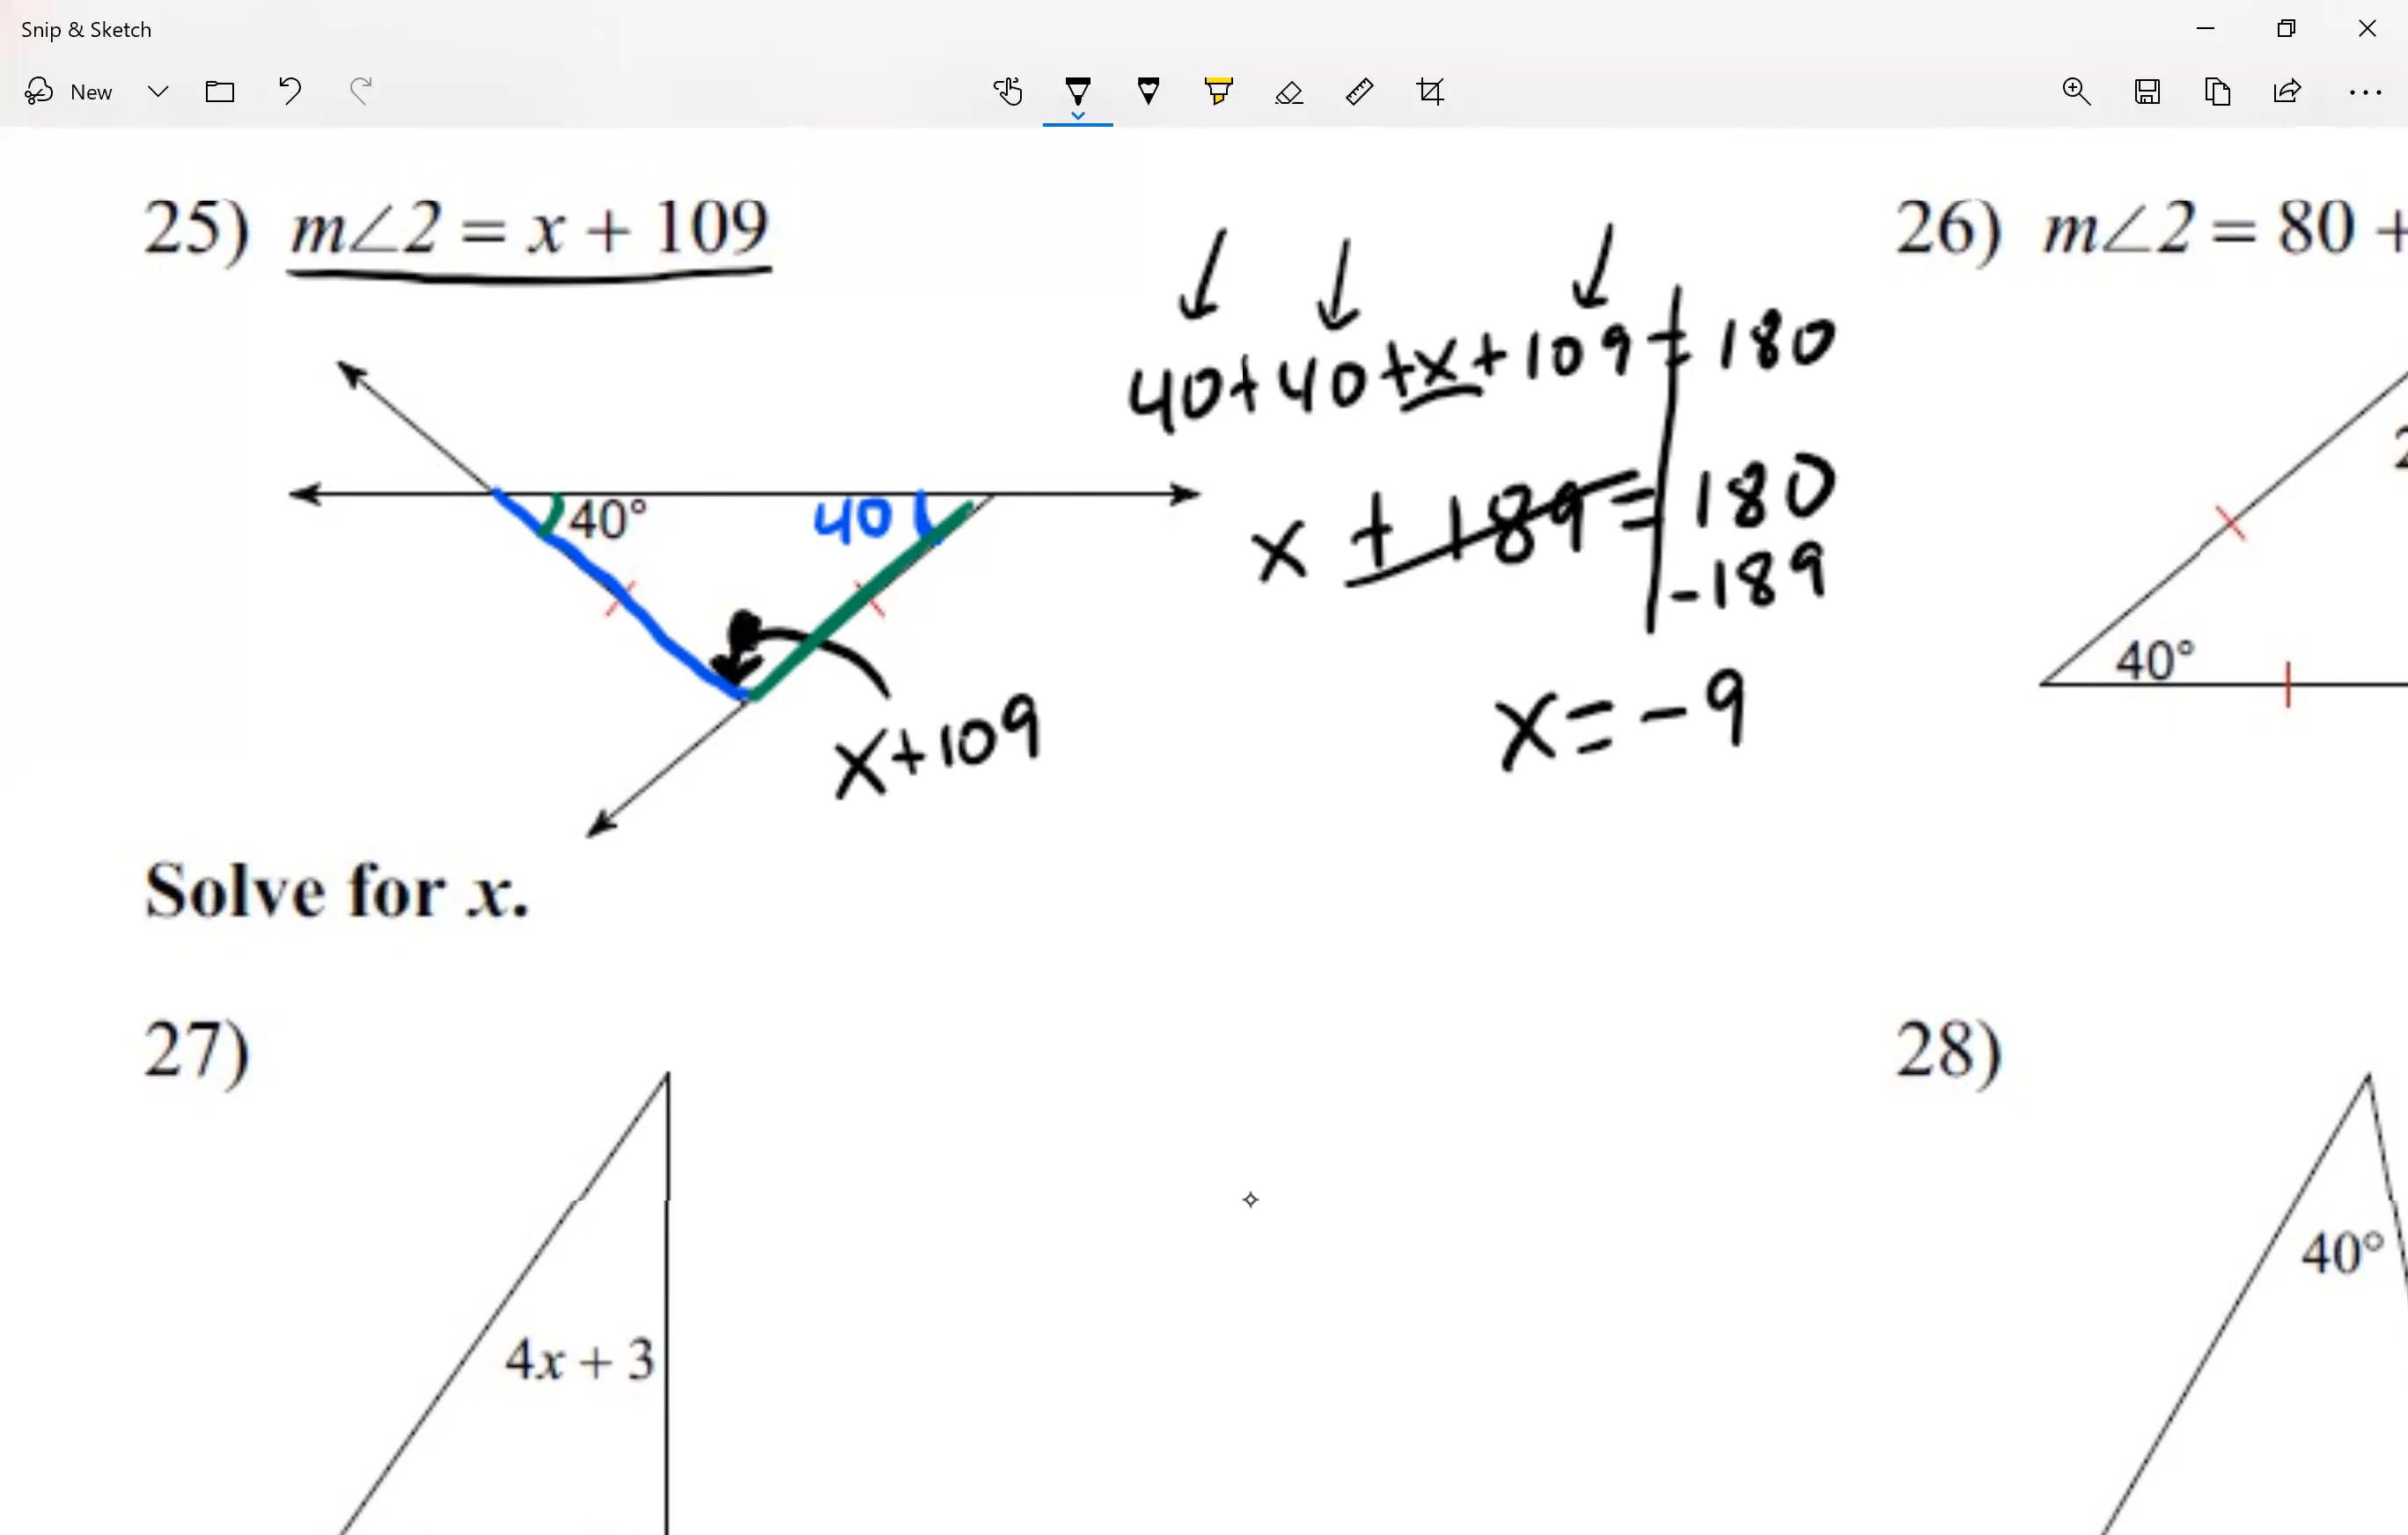 Snip & Sketch
New
25) m∠2 = x + 109
26) m∠2 = 80 +
40 + 40 + x + 109 = 180
40°
40
x + 189 = 180
- 189
x + 109
x = - 9
2
40°
Solve for x.
27)
28)
4x + 3
40°